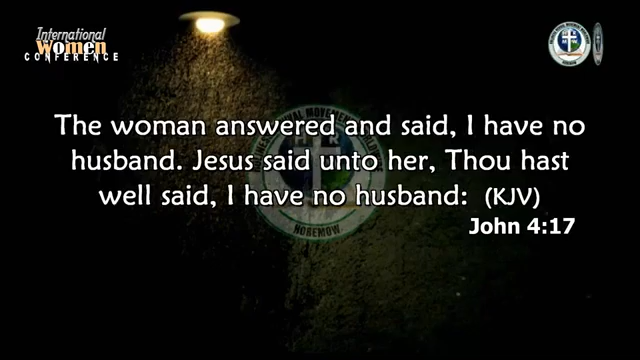 International
Women
CONFERENCE
The woman answered and said, I have no
husband. Jesus said unto her, Thou hast
well said, I have no husband: (KJV)
John 4:17
HOREMOW